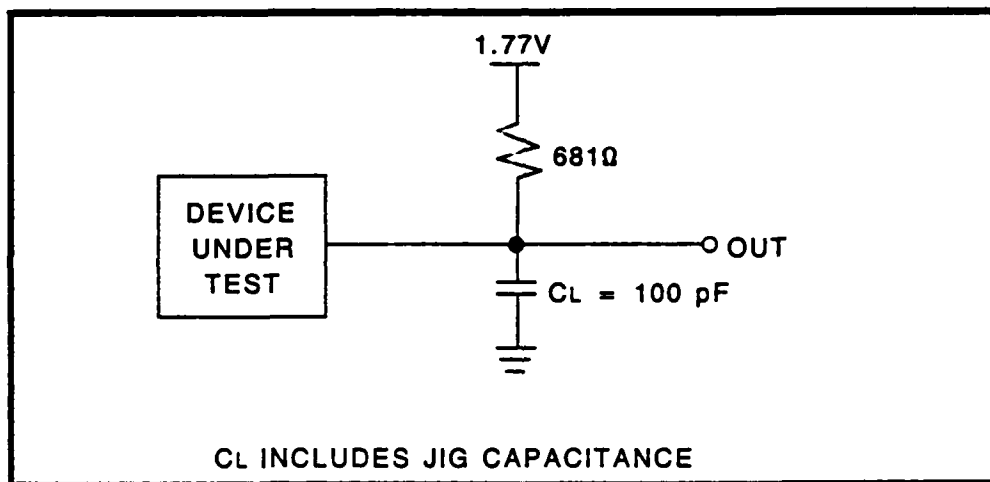 1.77V
681Ω
DEVICE
UNDER
TEST
OUT
CL = 100 pF
CL INCLUDES JIG CAPACITANCE